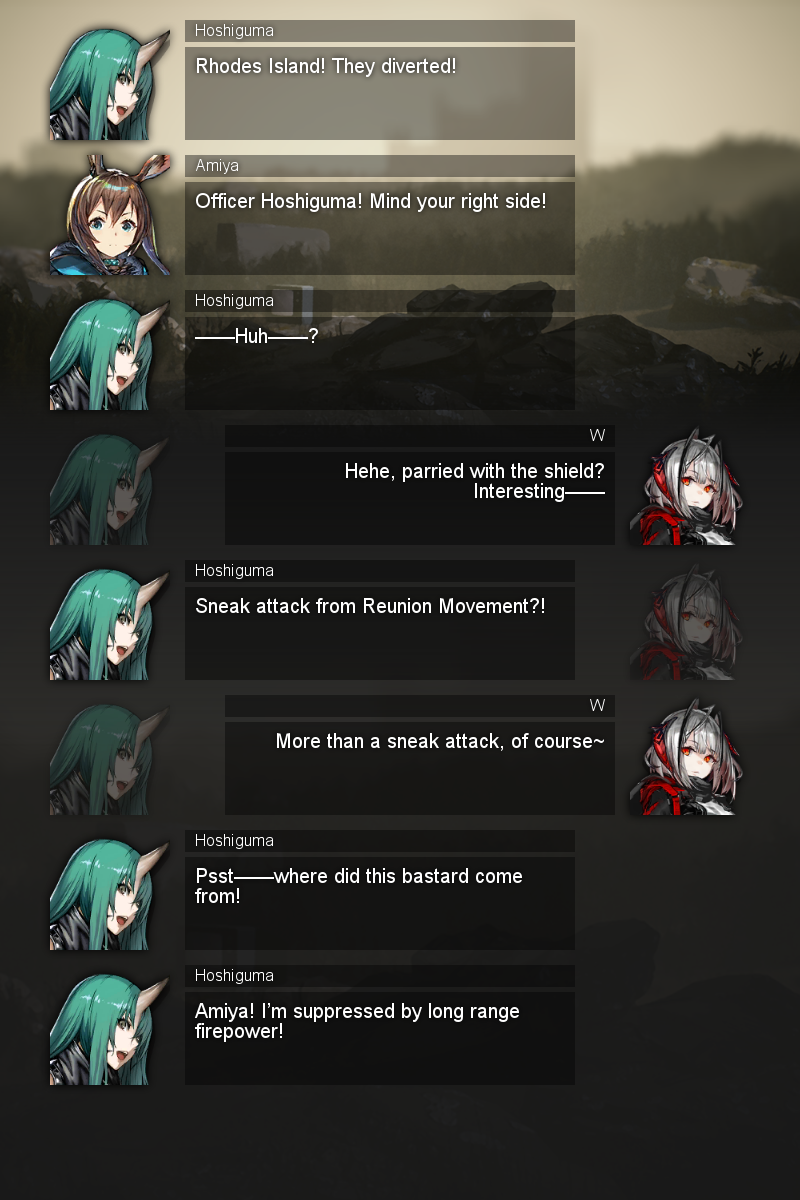 Hoshiguma
Rhodes Island! They diverted!
Amiya
Officer Hoshiguma! Mind your right side!
Hoshiguma
——Huh——?
W
Hehe, parried with the shield?
Interesting——
Hoshiguma
Sneak attack from Reunion Movement?!
W
More than a sneak attack, of course~
Hoshiguma
Psst——where did this bastard come
from!
Hoshiguma
Amiya! I’m suppressed by long range
firepower!